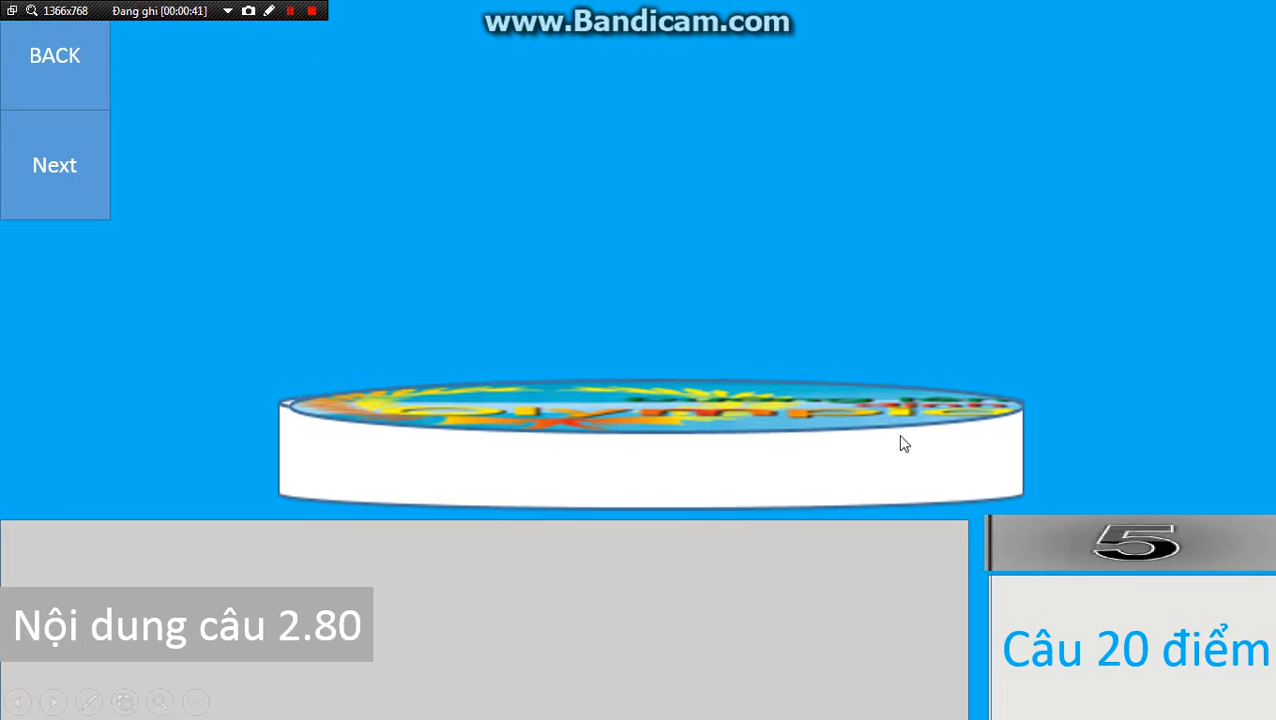 1366x768
Đang ghi [00:00:41]
www.Bandicam.com
BACK
Next
Olympia
5
Nội dung câu 2.80
Câu 20 điểm